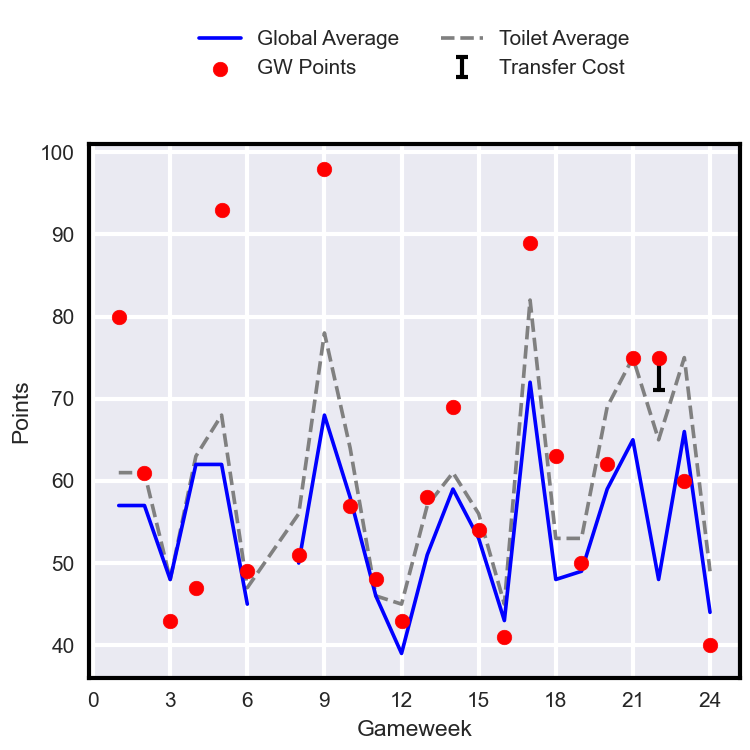 Global Average
Toilet Average
GW Points
Transfer Cost
100
90
80
70
60
50
40
Points
0 3 6 9 12 15 18 21 24
Gameweek